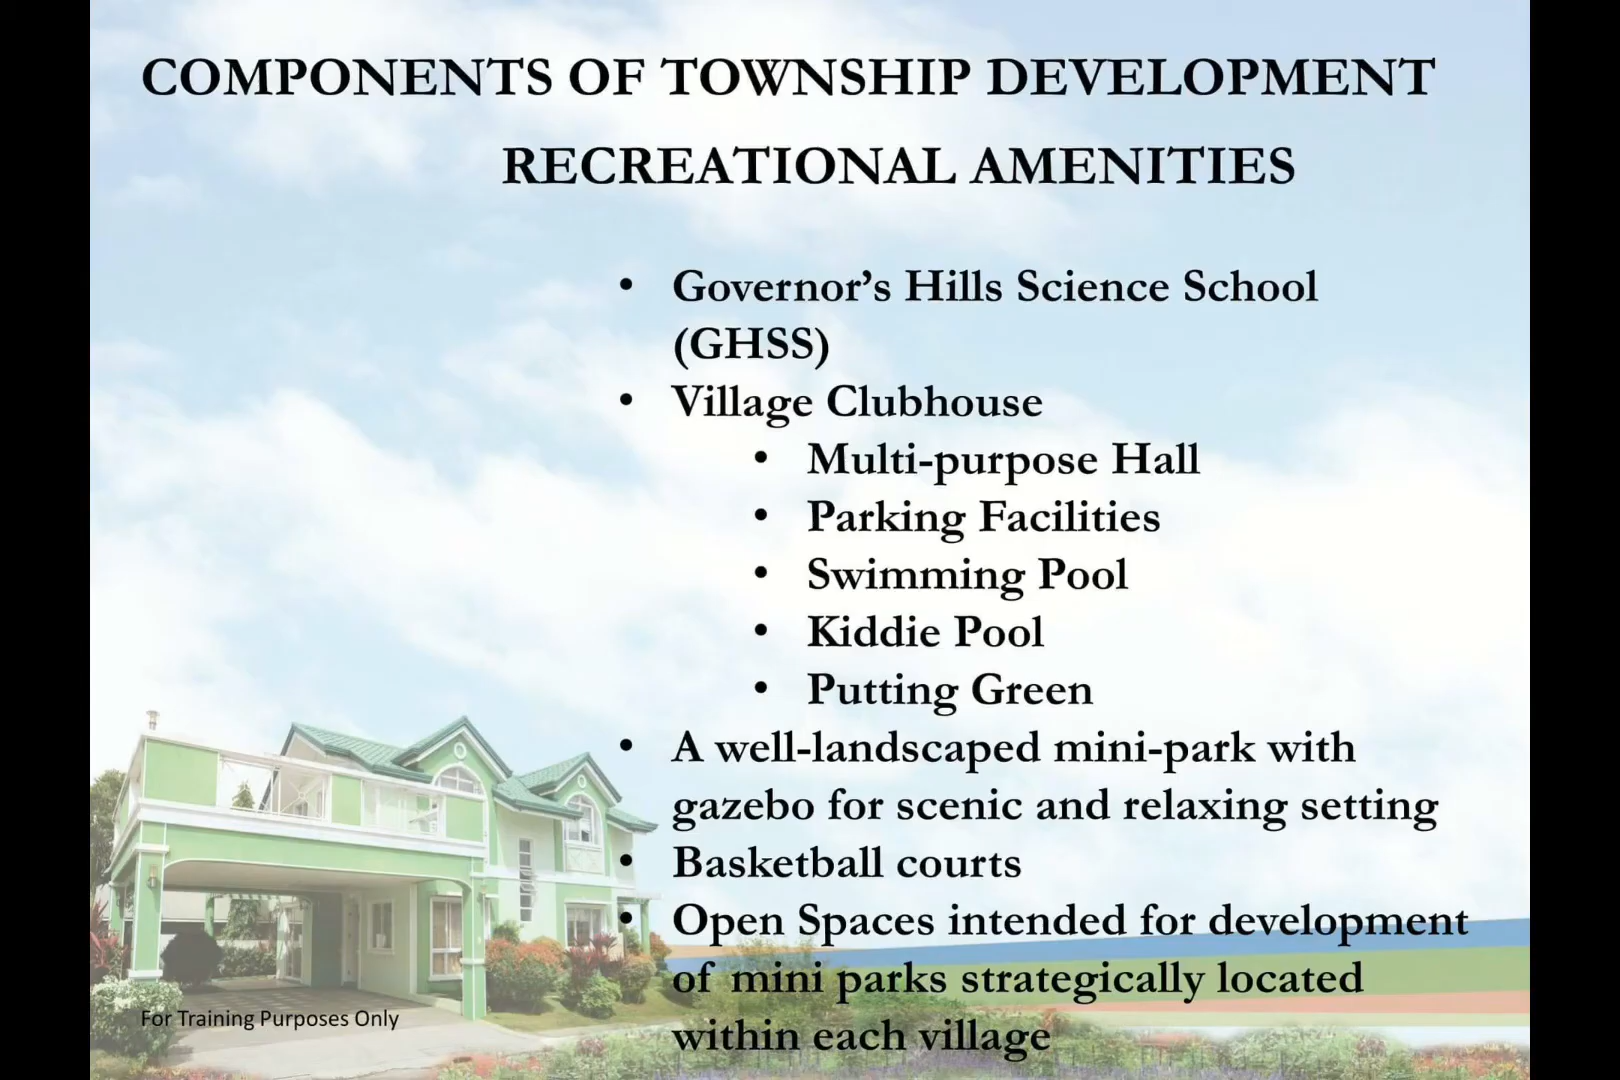 COMPONENTS OF TOWNSHIP DEVELOPMENT
RECREATIONAL AMENITIES
• Governor’s Hills Science School
(GHSS)
• Village Clubhouse
• Multi-purpose Hall
• Parking Facilities
• Swimming Pool
• Kiddie Pool
• Putting Green
• A well-landscaped mini-park with
gazebo for scenic and relaxing setting
• Basketball courts
• Open Spaces intended for development
of mini parks strategically located
within each village
For Training Purposes Only